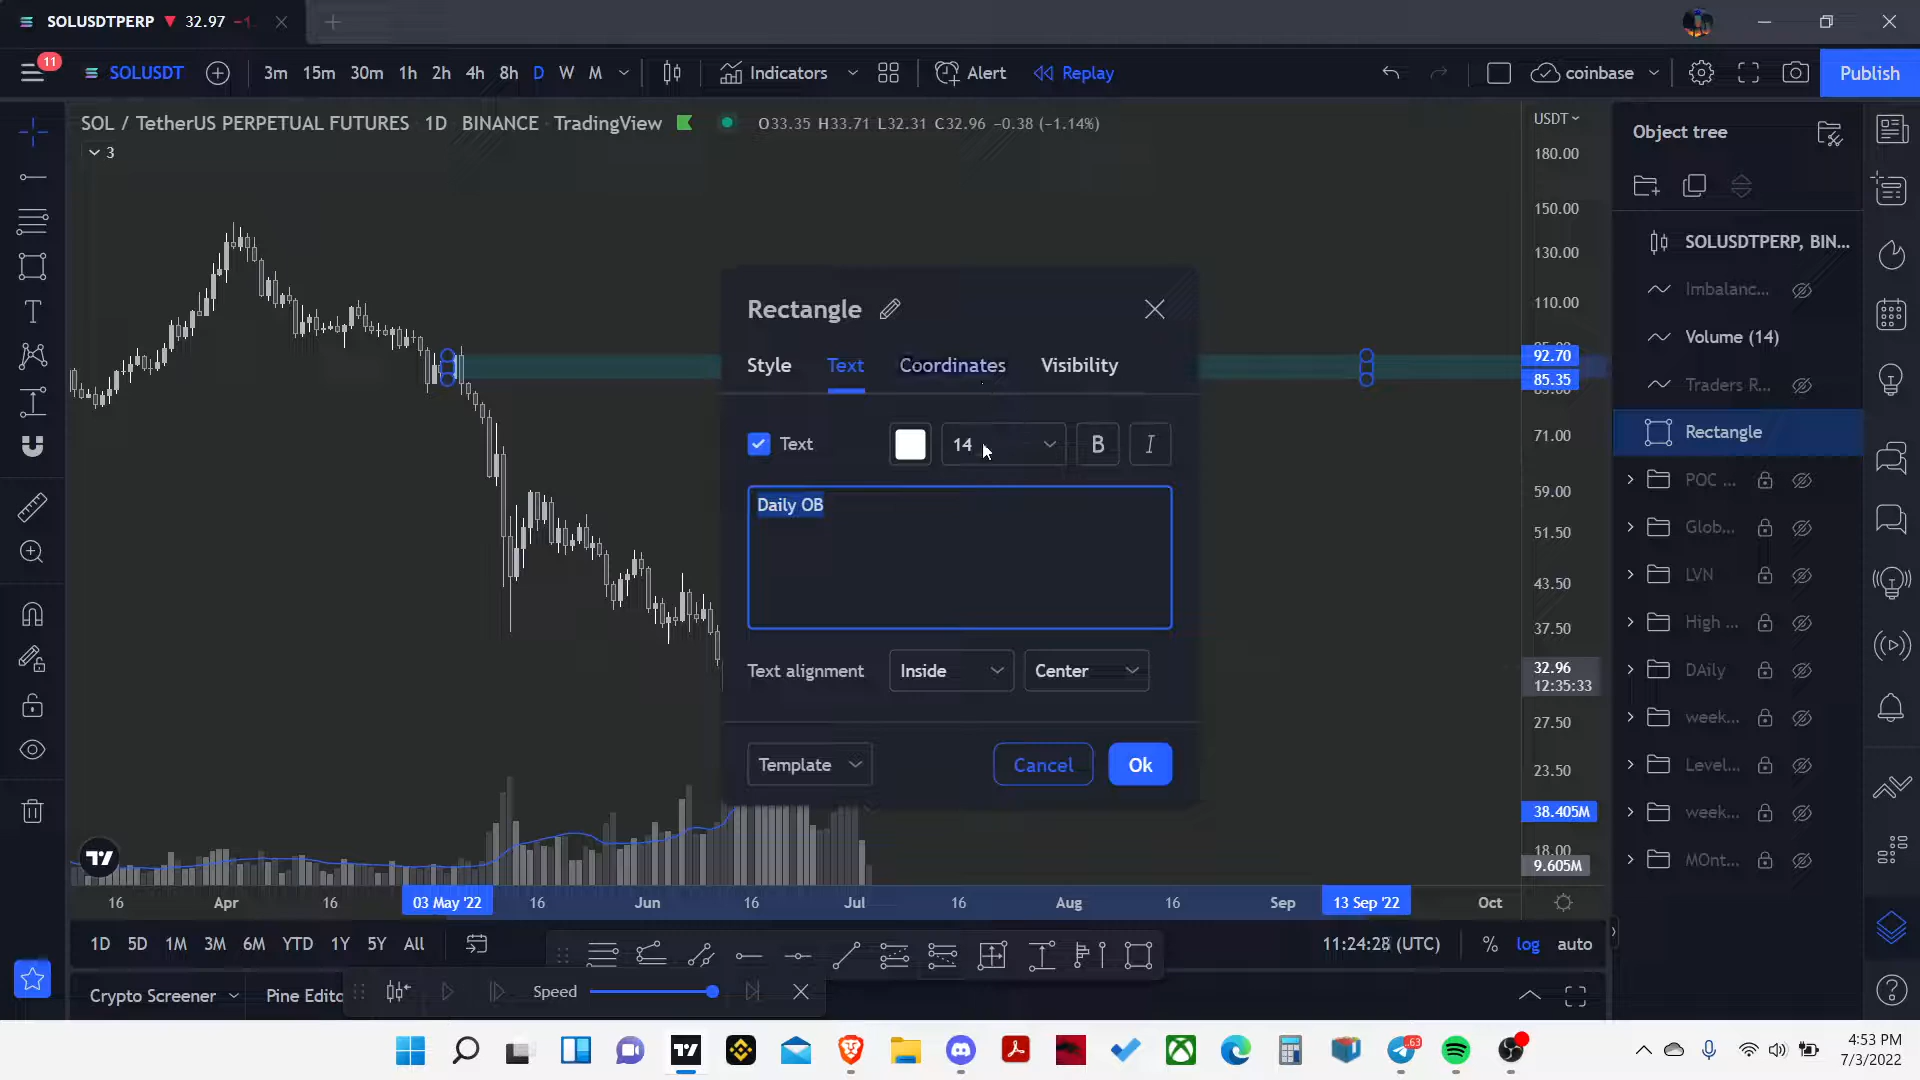 SOLUSDTPERP ▼ 32.97 −1
11
SOLUSDT
3m 15m 30m 1h 2h 4h 8h D W M
Indicators
Alert
Replay
coinbase
Publish
SOL / TetherUS PERPETUAL FUTURES 1D BINANCE TradingView
O33.35 H33.71 L32.31 C32.96 −0.38 (−1.14%)
3
USDT
180.00
150.00
130.00
110.00
92.70
85.35
71.00
59.00
51.50
43.50
37.50
32.96
12:35:33
27.50
23.50
38.405M
18.00
9.605M
Object tree
SOLUSDTPERP, BIN...
Imbalanc...
Volume (14)
Traders R...
Rectangle
POC ...
Glob...
LVN
High ...
DAily
week...
Level...
week...
MOnt...
Rectangle
Style Text Coordinates Visibility
Text
14
B I
Daily OB
Text alignment Inside Center
Template Cancel Ok
16 Apr 16 03 May '22 16 Jun 16 Jul 16 Aug 16 Sep 13 Sep '22 Oct
1D 5D 1M 3M 6M YTD 1Y 5Y All
11:24:28 (UTC) % log auto
Crypto Screener Pine Edito
Speed
63
4:53 PM
7/3/2022